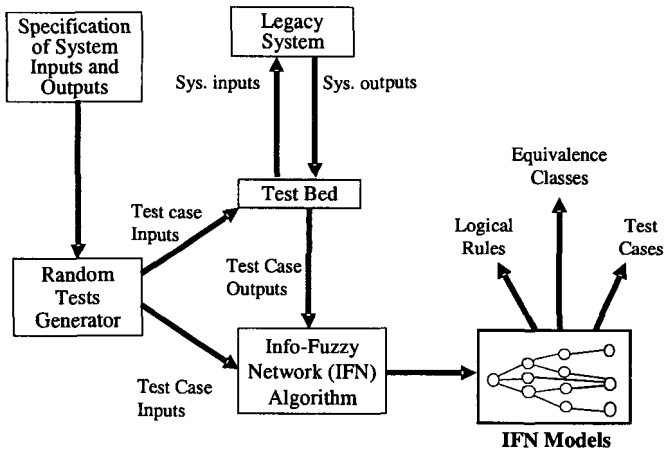 Specification
of System
Inputs and
Outputs
Legacy
System
Sys. inputs
Sys. outputs
Test Bed
Test case
Inputs
Random
Tests
Generator
Test Case
Outputs
Test Case
Inputs
Info-Fuzzy
Network (IFN)
Algorithm
Equivalence
Classes
Logical
Rules
Test
Cases
IFN Models